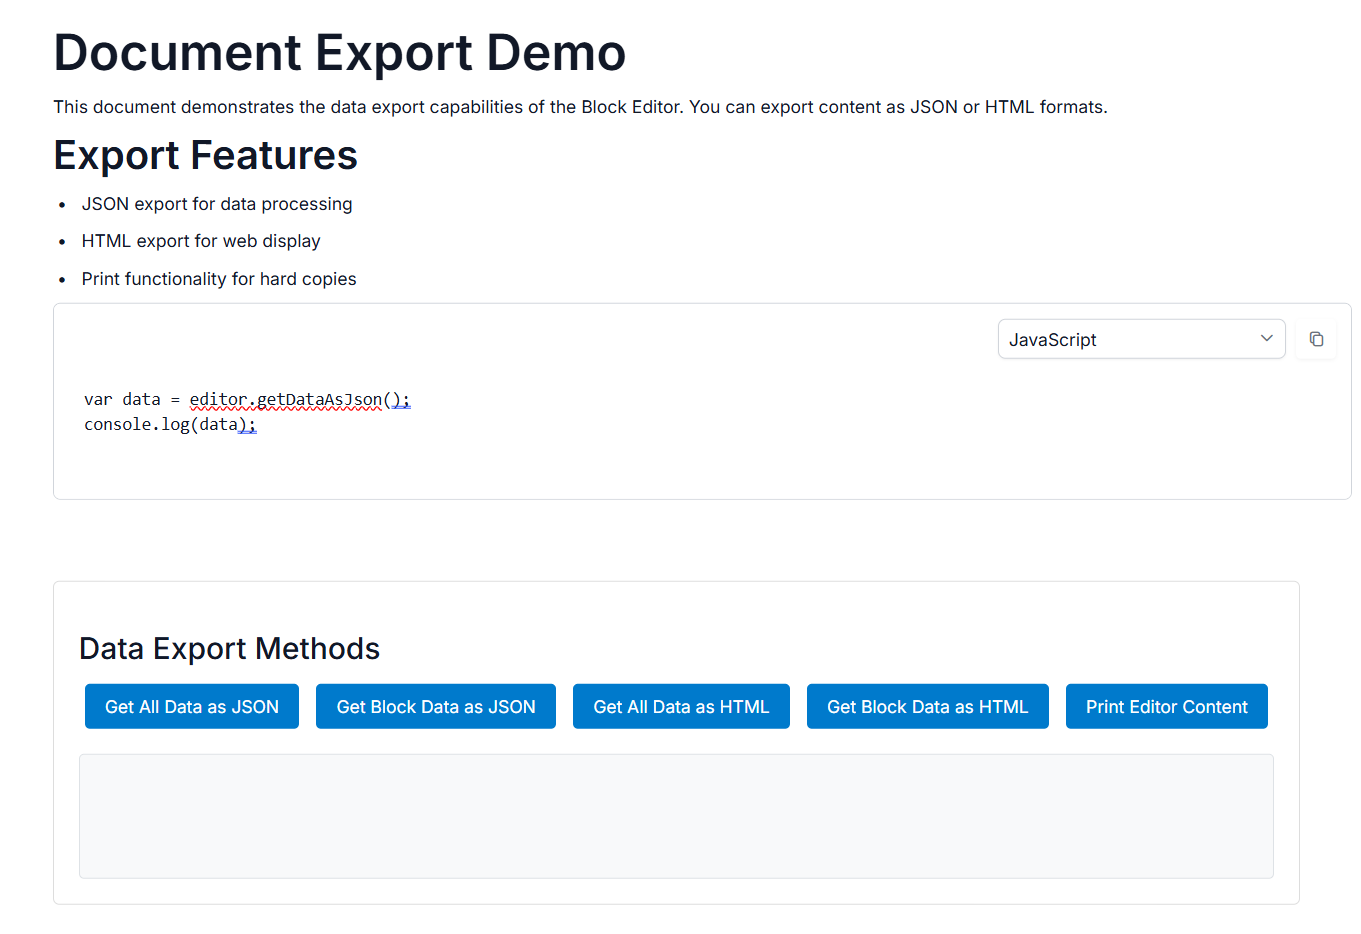 Document Export Demo
This document demonstrates the data export capabilities of the Block Editor. You can export content as JSON or HTML formats.
Export Features
• JSON export for data processing
• HTML export for web display
• Print functionality for hard copies
JavaScript
var data = editor.getDataAsJson();
console.log(data);
Data Export Methods
Get All Data as JSON Get Block Data as JSON Get All Data as HTML Get Block Data as HTML Print Editor Content